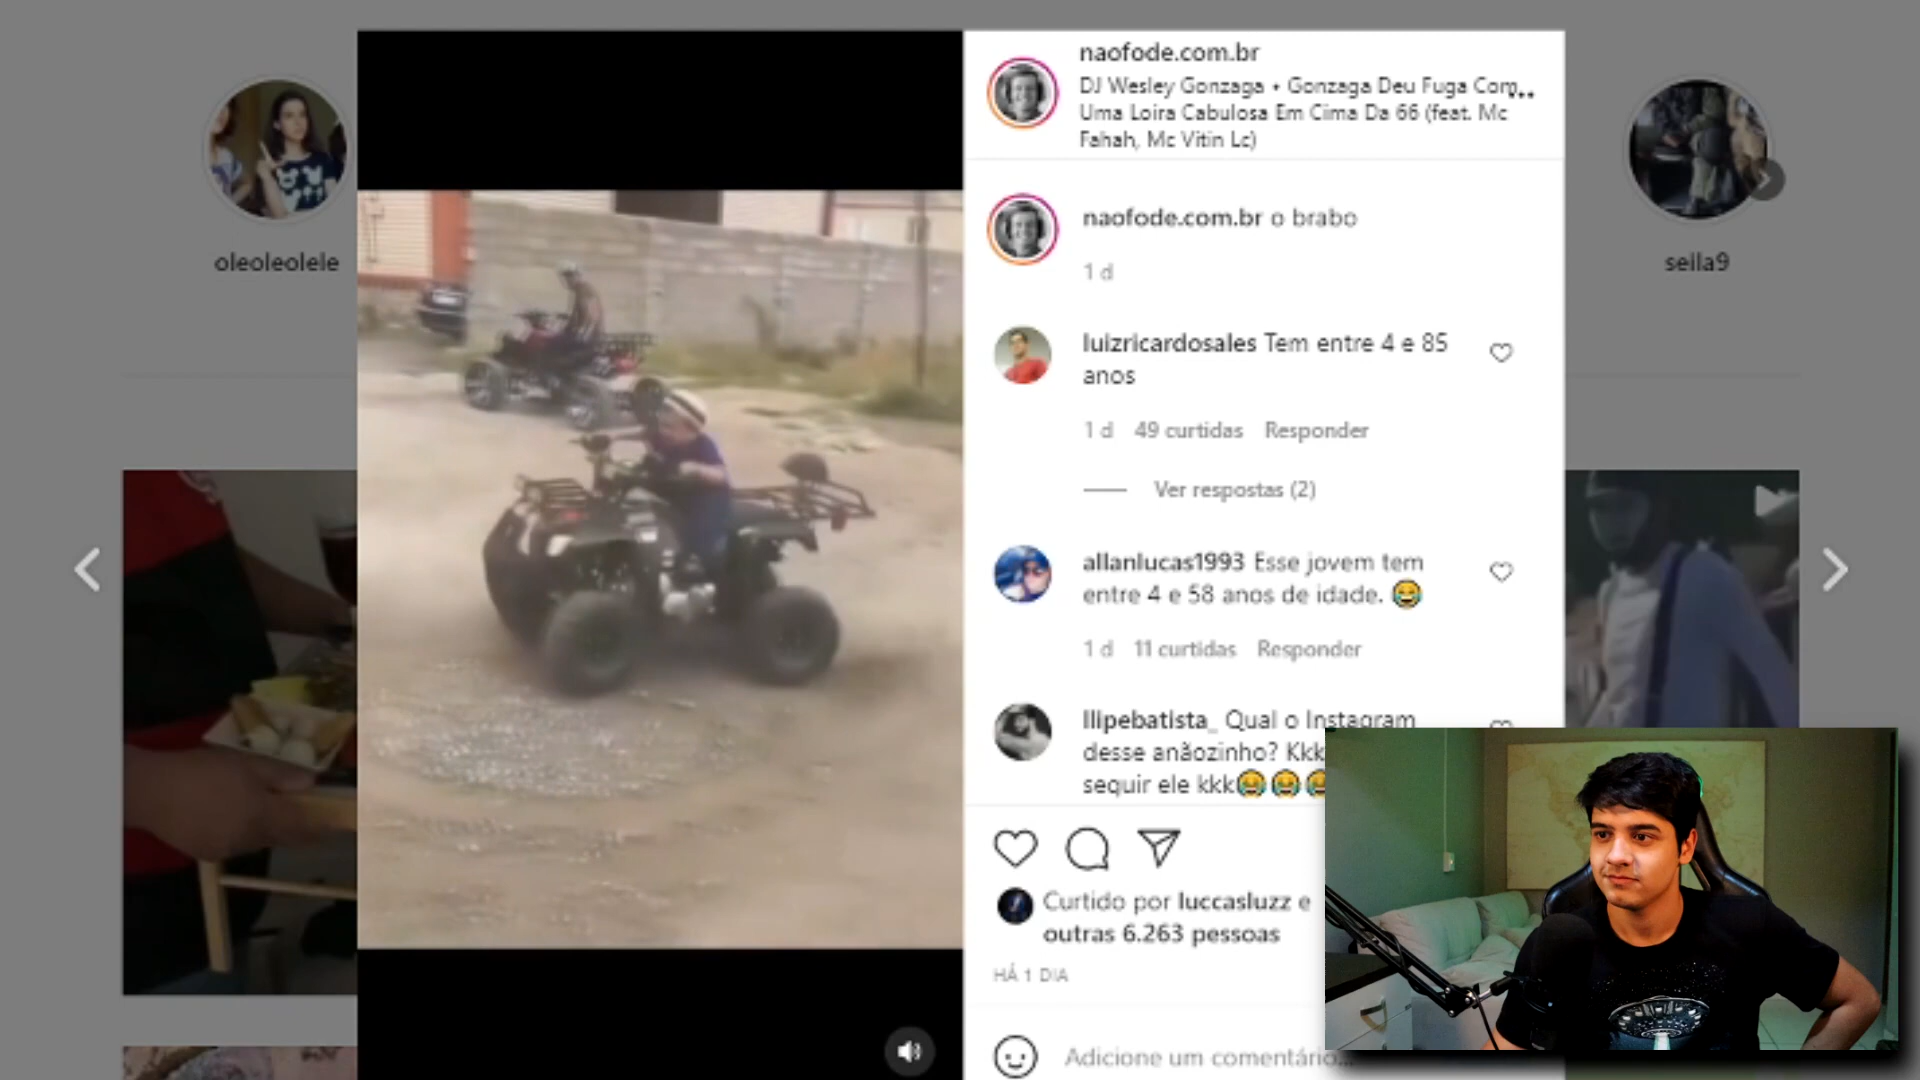 naofode.com.br
DJ Wesley Gonzaga • Gonzaga Deu Fuga Com
Uma Loira Cabulosa Em Cima Da 66 (feat. Mc
Fahah, Mc Vitin Lc)
oleoleolele
seila9
naofode.com.br o brabo
1 d
luizricardosales Tem entre 4 e 85
anos
1 d 49 curtidas Responder
Ver respostas (2)
allanlucas1993 Esse jovem tem
entre 4 e 58 anos de idade. 😂
1 d 11 curtidas Responder
llipebatista_ Qual o Instagram
desse anãozinho? Kkk
seguir ele kkk😂😂😂
Curtido por luccasluzz e
outras 6.263 pessoas
HÁ 1 DIA
Adicione um comentário...